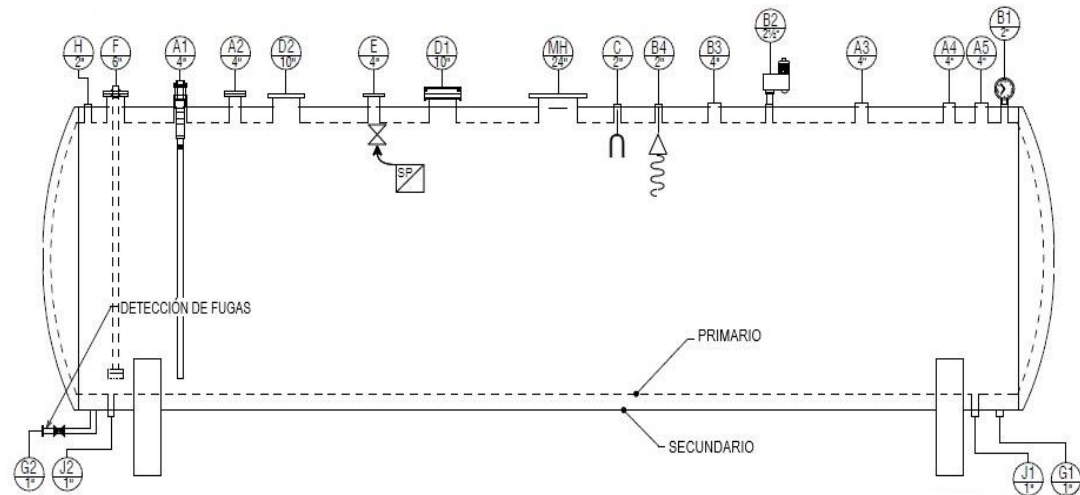 H
2"
F
6"
A1
4"
A2
4"
D2
10"
E
4"
D1
10"
MH
24"
C
2"
B4
2"
B3
4"
B2
2½"
A3
4"
A4
4"
A5
4"
B1
2"
SP
DETECCIÓN DE FUGAS
PRIMARIO
SECUNDARIO
G2
1"
J2
1"
J1
1"
G1
1"